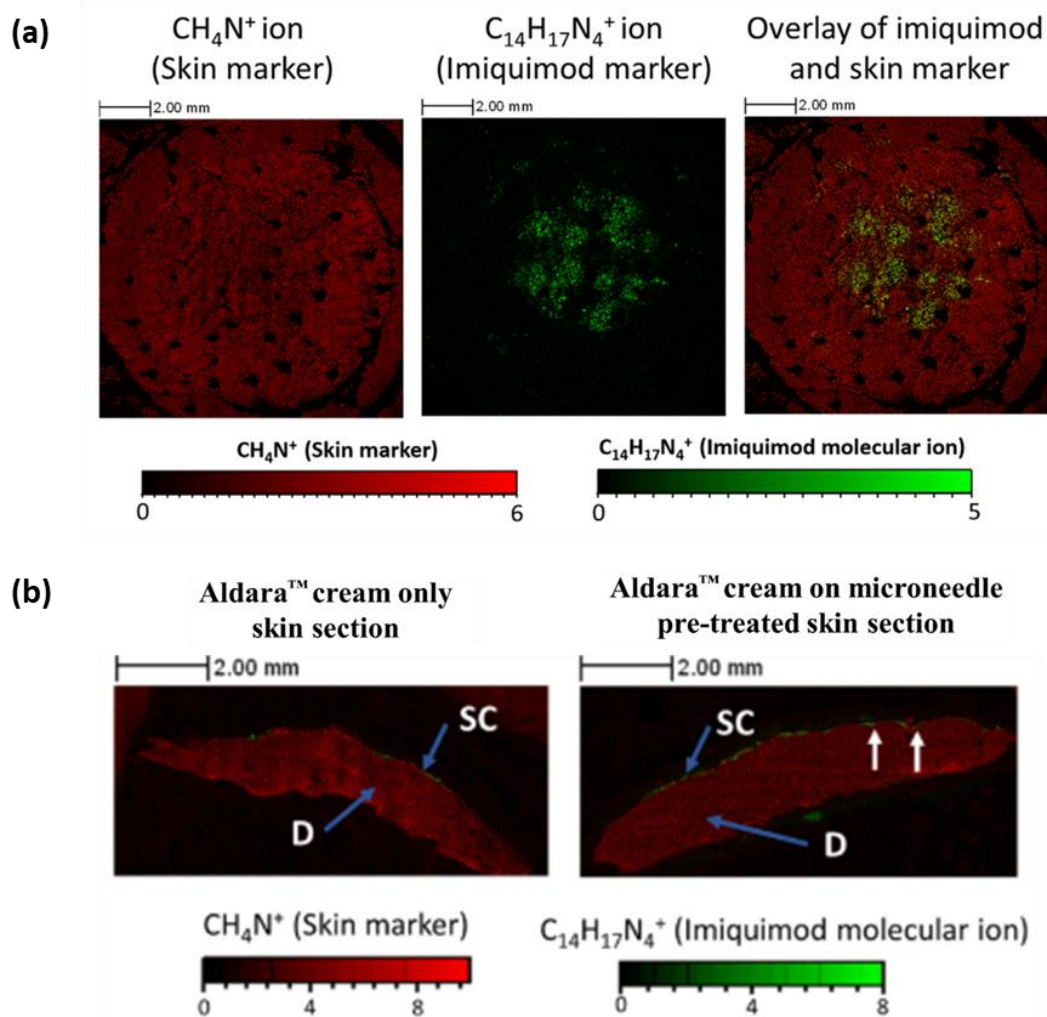 (a)
CH₄N⁺ ion
(Skin marker)
C₁₄H₁₇N₄⁺ ion
(Imiquimod marker)
Overlay of imiquimod
and skin marker
2.00 mm
2.00 mm
2.00 mm
CH₄N⁺ (Skin marker)
0
6
C₁₄H₁₇N₄⁺ (Imiquimod molecular ion)
0
5
(b)
Aldara™ cream only
skin section
Aldara™ cream on microneedle
pre-treated skin section
2.00 mm
SC
D
2.00 mm
SC
D
CH₄N⁺ (Skin marker)
0 4 8
C₁₄H₁₇N₄⁺ (Imiquimod molecular ion)
0 4 8